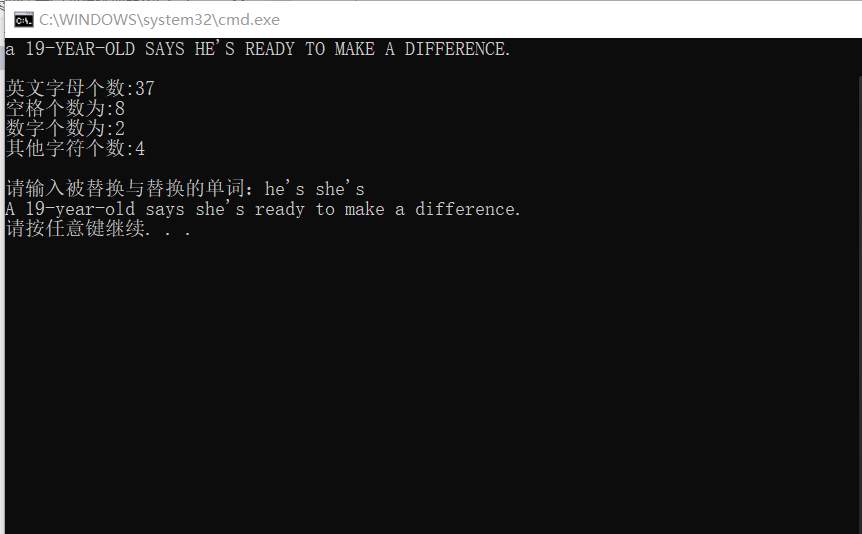 C:\WINDOWS\system32\cmd.exe
a 19-YEAR-OLD SAYS HE'S READY TO MAKE A DIFFERENCE.
英文字母个数:37
空格个数为:8
数字个数为:2
其他字符个数:4
请输入被替换与替换的单词: he's she's
A 19-year-old says she's ready to make a difference.
请按任意键继续. . .